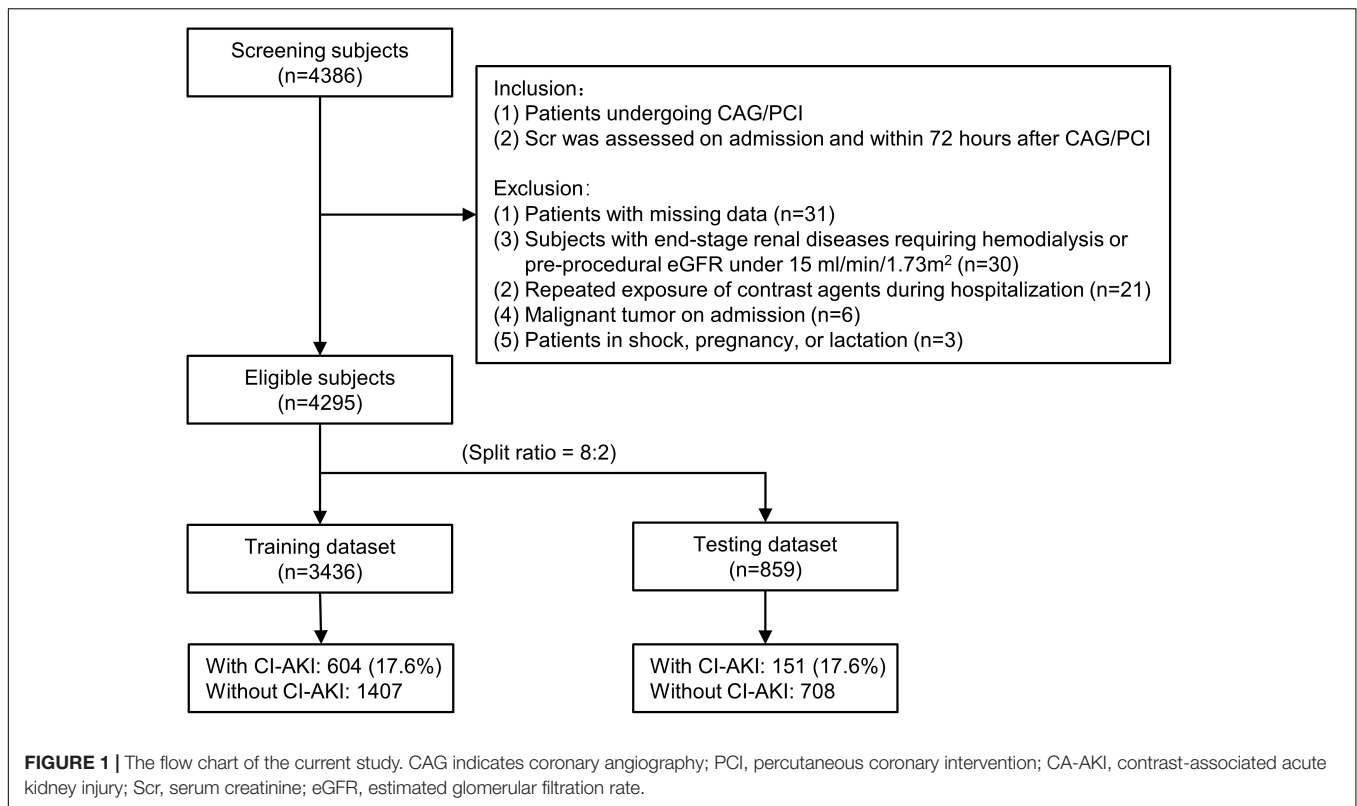 Screening subjects
(n=4386)
Inclusion：
(1) Patients undergoing CAG/PCI
(2) Scr was assessed on admission and within 72 hours after CAG/PCI
Exclusion：
(1) Patients with missing data (n=31)
(3) Subjects with end-stage renal diseases requiring hemodialysis or
pre-procedural eGFR under 15 ml/min/1.73m² (n=30)
(2) Repeated exposure of contrast agents during hospitalization (n=21)
(4) Malignant tumor on admission (n=6)
(5) Patients in shock, pregnancy, or lactation (n=3)
Eligible subjects
(n=4295)
(Split ratio = 8:2)
Training dataset
(n=3436)
Testing dataset
(n=859)
With CI-AKI: 604 (17.6%)
Without CI-AKI: 1407
With CI-AKI: 151 (17.6%)
Without CI-AKI: 708
FIGURE 1 | The flow chart of the current study. CAG indicates coronary angiography; PCI, percutaneous coronary intervention; CA-AKI, contrast-associated acute
kidney injury; Scr, serum creatinine; eGFR, estimated glomerular filtration rate.